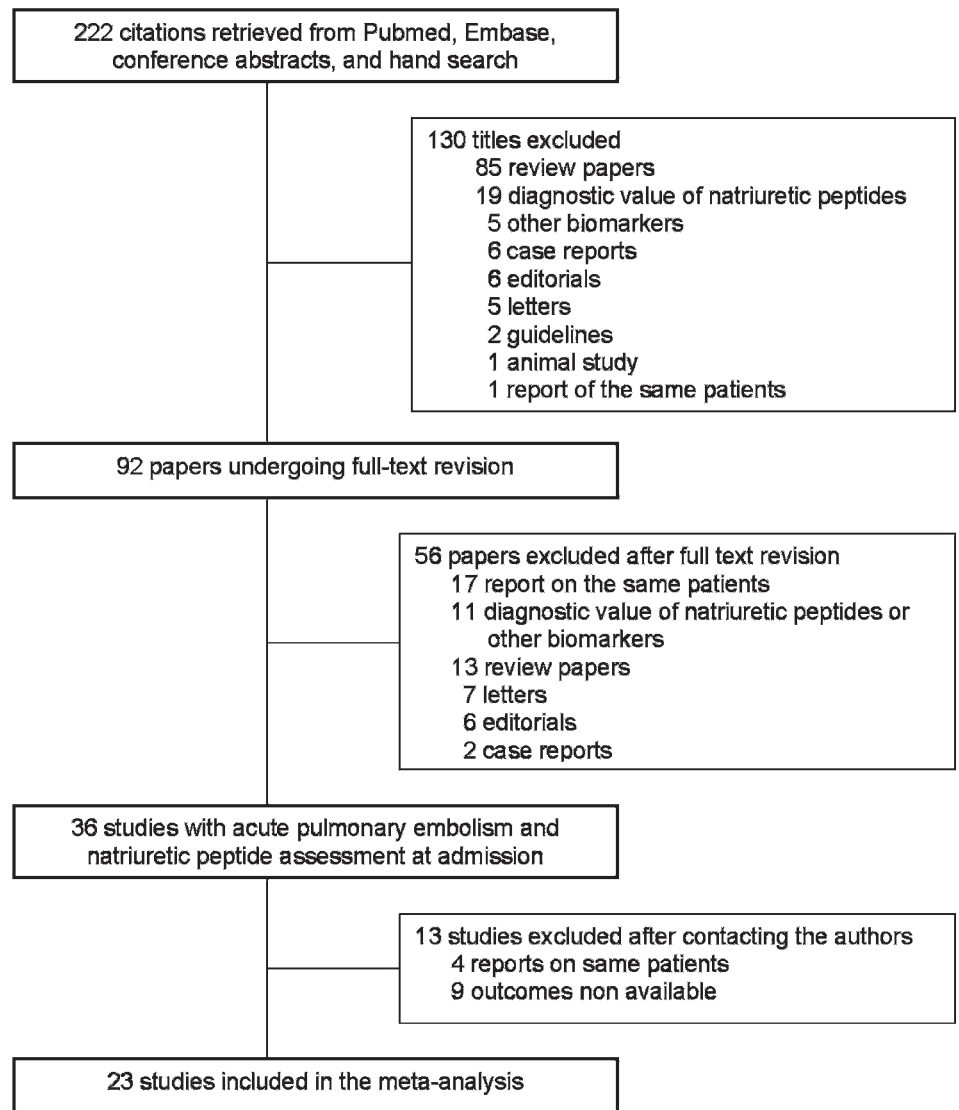 222 citations retrieved from Pubmed, Embase,
conference abstracts, and hand search
130 titles excluded
85 review papers
19 diagnostic value of natriuretic peptides
5 other biomarkers
6 case reports
6 editorials
5 letters
2 guidelines
1 animal study
1 report of the same patients
92 papers undergoing full-text revision
56 papers excluded after full text revision
17 report on the same patients
11 diagnostic value of natriuretic peptides or
other biomarkers
13 review papers
7 letters
6 editorials
2 case reports
36 studies with acute pulmonary embolism and
natriuretic peptide assessment at admission
13 studies excluded after contacting the authors
4 reports on same patients
9 outcomes non available
23 studies included in the meta-analysis